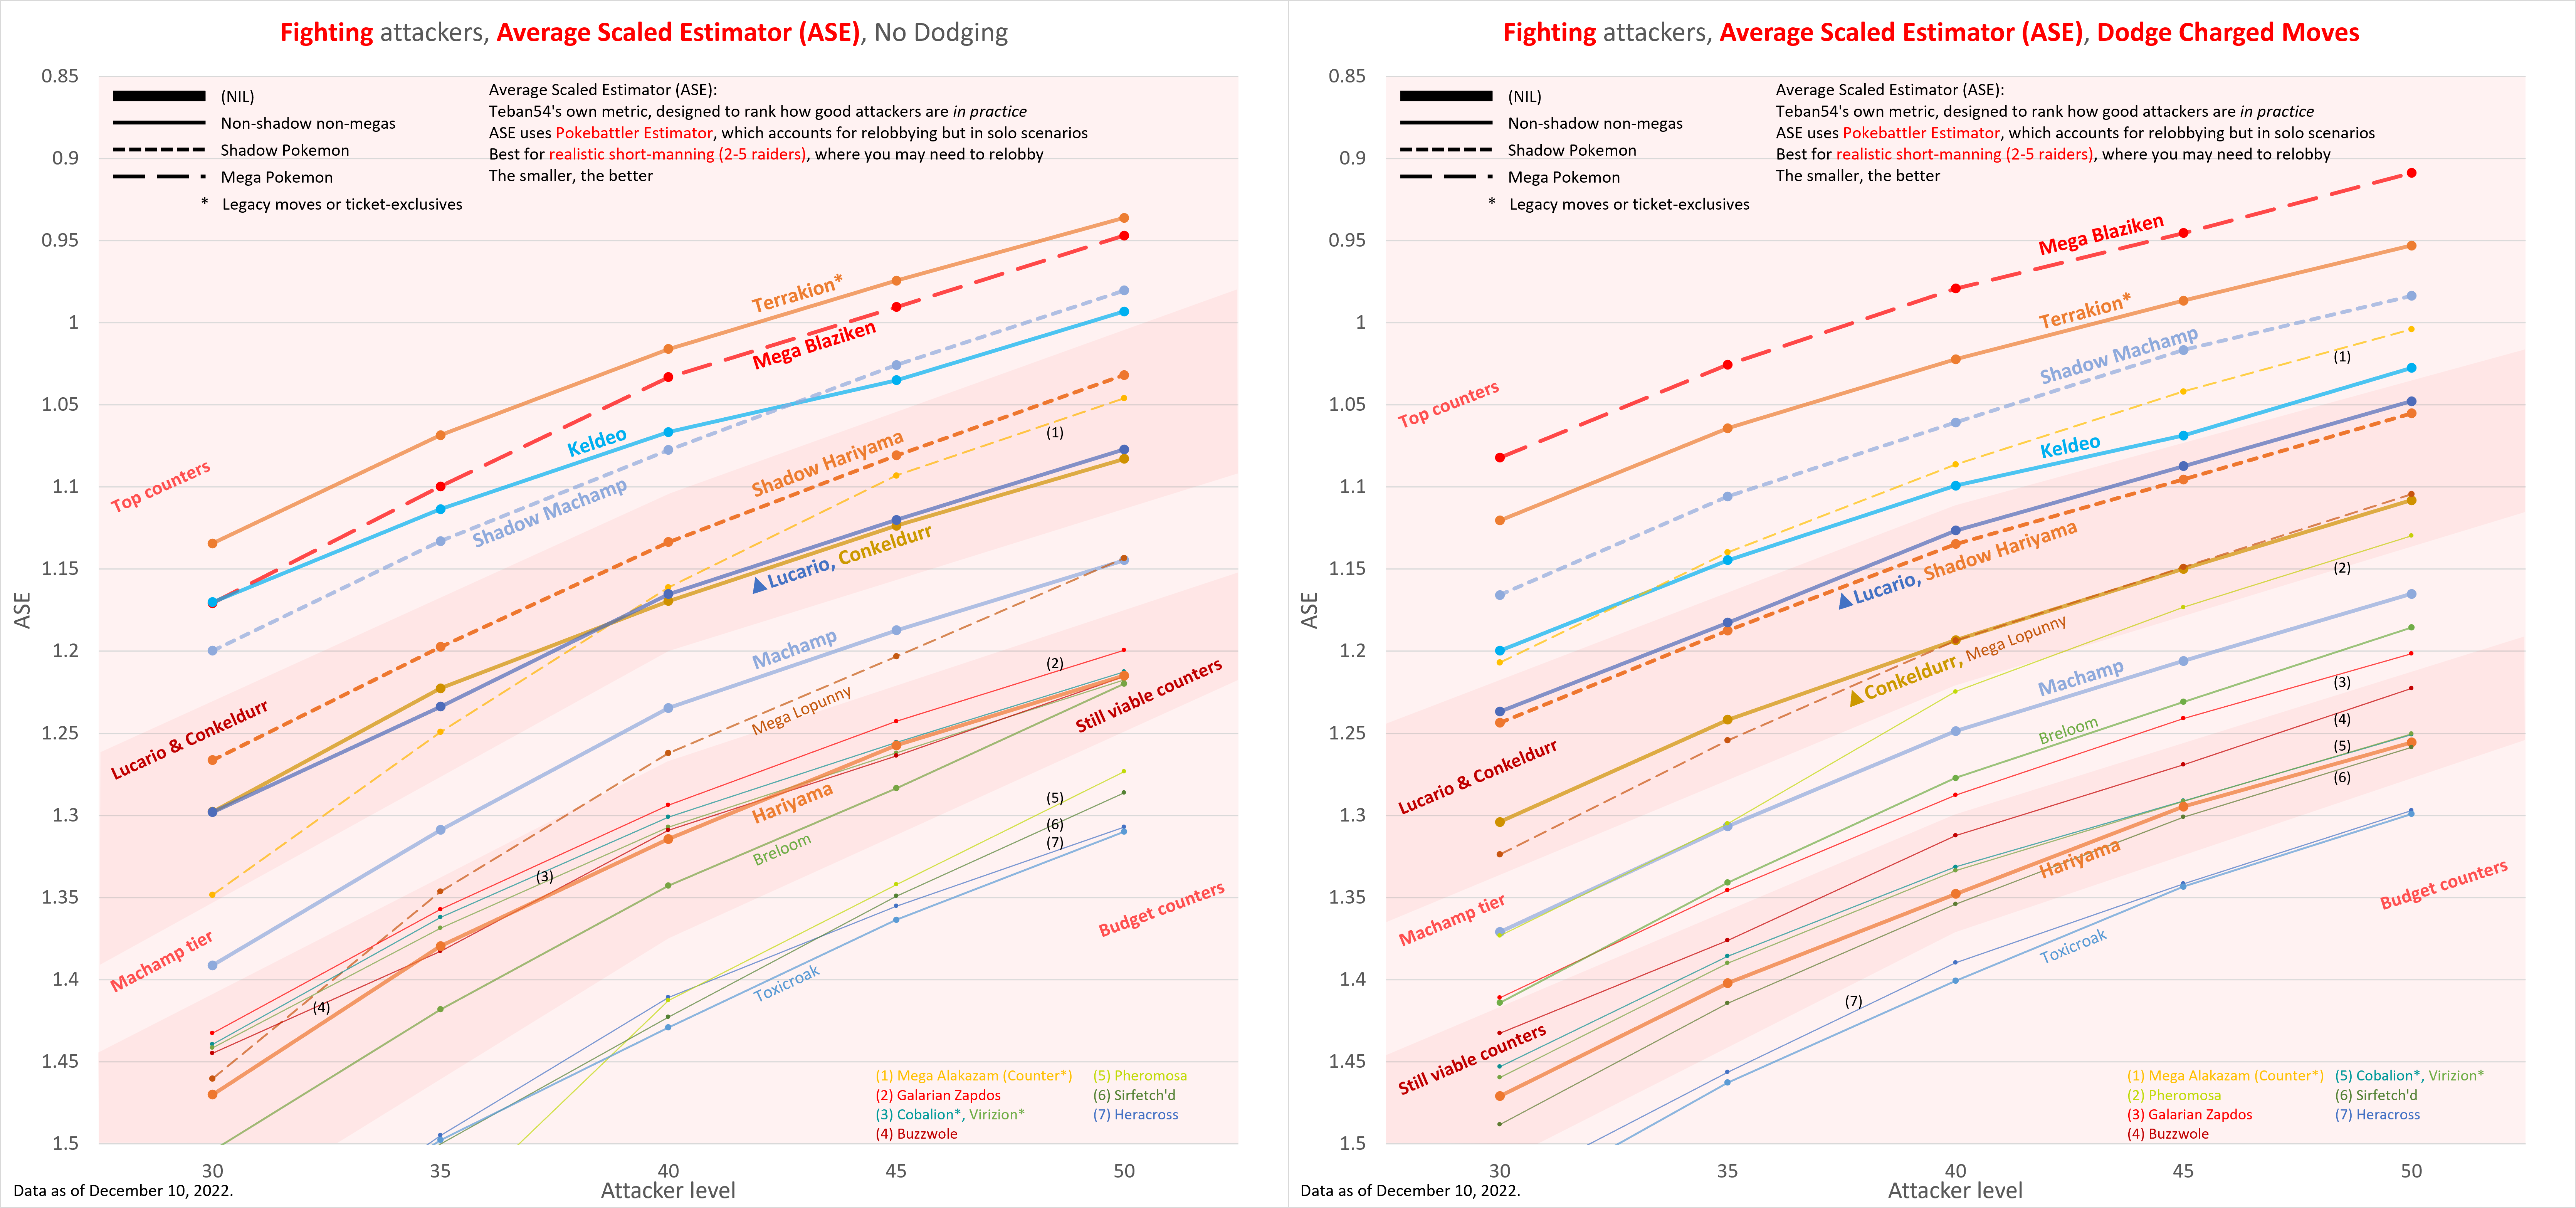 Fighting attackers, Average Scaled Estimator (ASE), No Dodging
0.85
0.9
0.95
1
1.05
1.1
1.15
1.2
1.25
1.3
1.35
1.4
1.45
1.5
ASE
(NIL)
Non-shadow non-megas
Shadow Pokemon
Mega Pokemon
* Legacy moves or ticket-exclusives
Average Scaled Estimator (ASE):
Teban54's own metric, designed to rank how good attackers are in practice
ASE uses Pokebattler Estimator, which accounts for relobbying but in solo scenarios
Best for realistic short-manning (2-5 raiders), where you may need to relobby
The smaller, the better
Terrakion*
Mega Blaziken
Keldeo
Shadow Machamp
Shadow Hariyama
(1)
Top counters
Lucario, Conkeldurr
Machamp
Mega Lopunny
(2)
Still viable counters
Lucario & Conkeldurr
Hariyama
Breloom
(3)
(5)
(6)
(7)
Machamp tier
(4)
Toxicroak
Budget counters
(1) Mega Alakazam (Counter*)
(2) Galarian Zapdos
(3) Cobalion*, Virizion*
(4) Buzzwole
(5) Pheromosa
(6) Sirfetch'd
(7) Heracross
30
35
40
45
50
Attacker level
Data as of December 10, 2022.
Fighting attackers, Average Scaled Estimator (ASE), Dodge Charged Moves
0.85
0.9
0.95
1
1.05
1.1
1.15
1.2
1.25
1.3
1.35
1.4
1.45
1.5
ASE
(NIL)
Non-shadow non-megas
Shadow Pokemon
Mega Pokemon
* Legacy moves or ticket-exclusives
Average Scaled Estimator (ASE):
Teban54's own metric, designed to rank how good attackers are in practice
ASE uses Pokebattler Estimator, which accounts for relobbying but in solo scenarios
Best for realistic short-manning (2-5 raiders), where you may need to relobby
The smaller, the better
Mega Blaziken
Terrakion*
Shadow Machamp
(1)
Top counters
Keldeo
Lucario, Shadow Hariyama
(2)
Conkeldurr, Mega Lopunny
Machamp
(3)
Breloom
(4)
(5)
(6)
Lucario & Conkeldurr
Hariyama
Budget counters
Machamp tier
Toxicroak
(7)
Still viable counters
(1) Mega Alakazam (Counter*)
(2) Pheromosa
(3) Galarian Zapdos
(4) Buzzwole
(5) Cobalion*, Virizion*
(6) Sirfetch'd
(7) Heracross
30
35
40
45
50
Attacker level
Data as of December 10, 2022.